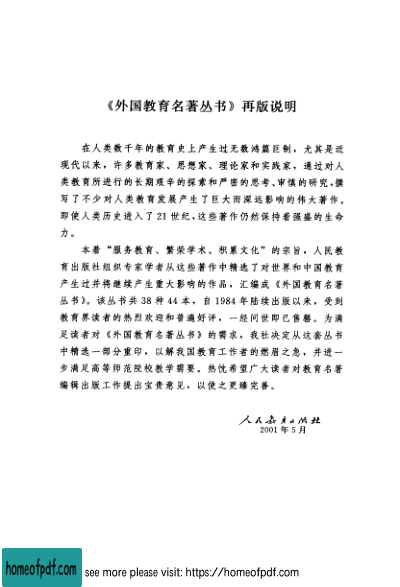 《外国教育名著丛书》再版说明
在人类数千年的教育史上产生过无数鸿篇巨制，尤其是近
现代以来，许多教育家、思想家、理论家和实践家，通过对人
类教育所进行的长期艰辛的探索和严密的思考、审慎的研究，撰
写了不少对人类教育发展产生了巨大而深远影响的伟大著作。
即使人类历史进入了21世纪，这些著作仍然保持着强盛的生命
力。
本着“服务教育、繁荣学术、积累文化”的宗旨，人民教
育出版社组织专家学者从这些著作中精选了对世界和中国教育
产生过并将继续产生重大影响的作品，汇编成《外国教育名著
丛书》。该丛书共38种44本，自1984年陆续出版以来，受到
教育界读者的热烈欢迎和普遍好评，一经问世即已售罄。为满
足读者对《外国教育名著丛书》的需求，我社决定从这套丛书
中精选一部分重印，以解我国教育工作者的燃眉之急，并进一
步满足高等师范院校教学需要。热忱希望广大读者对教育名著
编辑出版工作提出宝贵意见，以使之更臻完善。
人民教育出版社
2001年5月
homeofpdf.com
see more please visit: https://homeofpdf.com